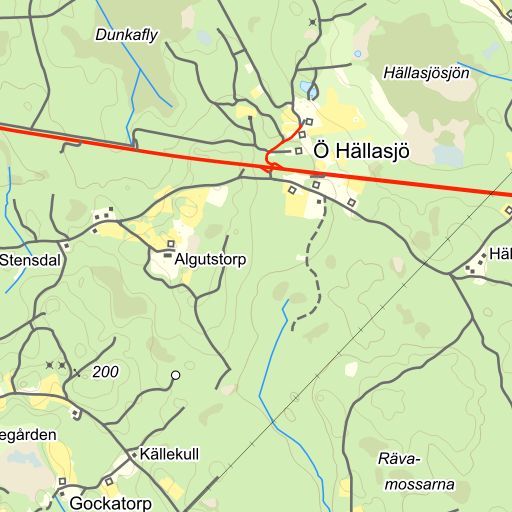 Dunkafly
Hällasjösjön
Ö Hällasjö
Stensdal
Algutstorp
Häl
200
egården
Källekull
Räva-
mossarna
Gockatorp